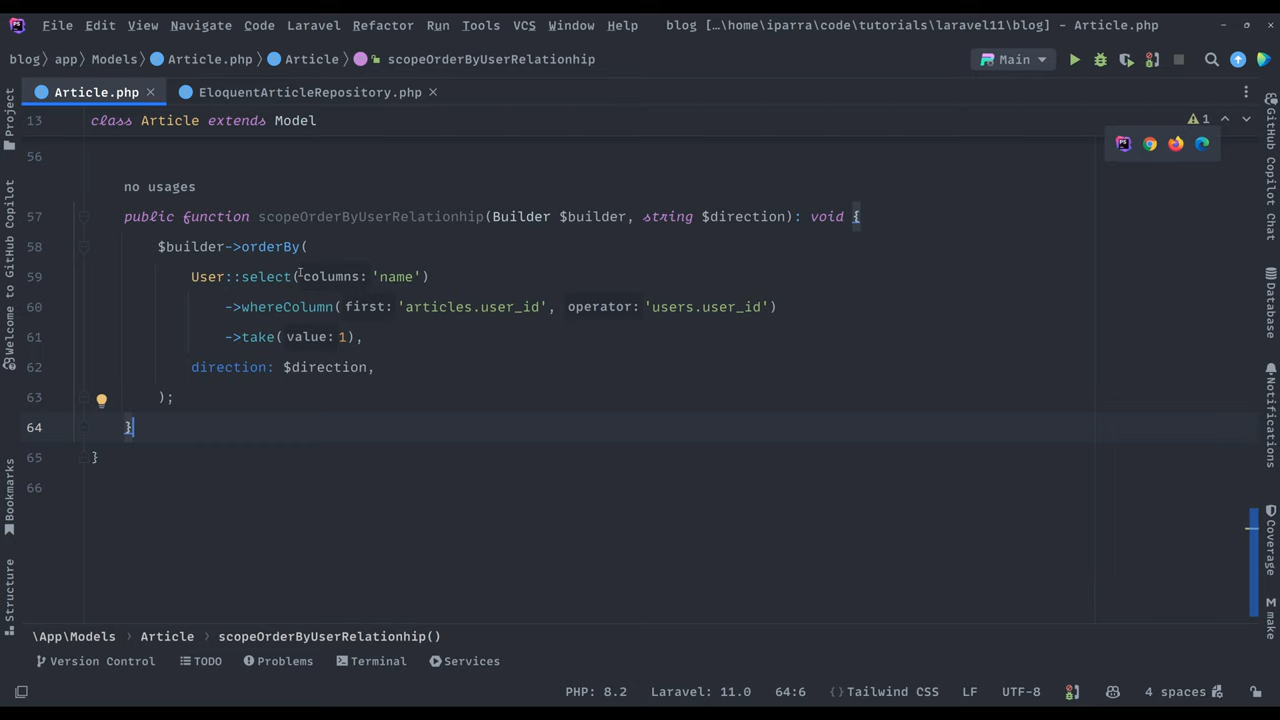 File Edit View Navigate Code Laravel Refactor Run Tools VCS Window Help blog [...\home\iparra\code\tutorials\laravel11\blog] - Article.php
blog > app > Models > Article.php > Article > scopeOrderByUserRelationhip Main
Article.php EloquentArticleRepository.php
13 class Article extends Model 1
56
no usages
57 public function scopeOrderByUserRelationhip(Builder $builder, string $direction): void {
58 $builder->orderBy(
59 User::select( columns: 'name')
60 ->whereColumn( first: 'articles.user_id', operator: 'users.user_id')
61 ->take( value: 1),
62 direction: $direction,
63 );
64 }
65 }
66
Project
Welcome to GitHub Copilot
Bookmarks
Structure
GitHub Copilot Chat
Database
Notifications
Coverage
make
\App\Models > Article > scopeOrderByUserRelationhip()
Version Control TODO Problems Terminal Services
PHP: 8.2 Laravel: 11.0 64:6 Tailwind CSS LF UTF-8 4 spaces